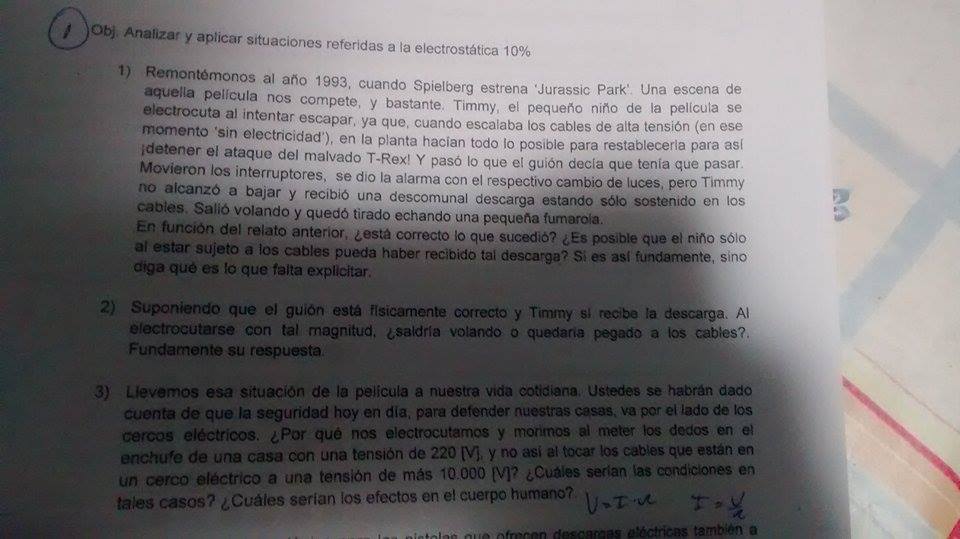 1
Obj. Analizar y aplicar situaciones referidas a la electrostática 10%
1) Remontémonos al año 1993, cuando Spielberg estrena 'Jurassic Park'. Una escena de
aquella película nos compete, y bastante. Timmy, el pequeño niño de la película se
electrocuta al intentar escapar, ya que, cuando escalaba los cables de alta tensión (en ese
momento 'sin electricidad'), en la planta hacían todo lo posible para restablecerla para así
¡detener el ataque del malvado T-Rex! Y pasó lo que el guión decía que tenía que pasar.
Movieron los interruptores, se dio la alarma con el respectivo cambio de luces, pero Timmy
no alcanzó a bajar y recibió una descomunal descarga estando sólo sostenido en los
cables. Salió volando y quedó tirado echando una pequeña fumarola.
En función del relato anterior, ¿está correcto lo que sucedió? ¿Es posible que el niño sólo
al estar sujeto a los cables pueda haber recibido tal descarga? Si es así fundamente, sino
diga qué es lo que falta explicitar.
2) Suponiendo que el guión está físicamente correcto y Timmy sí recibe la descarga. Al
electrocutarse con tal magnitud, ¿saldría volando o quedaría pegado a los cables?.
Fundamente su respuesta.
3) Llevemos esa situación de la película a nuestra vida cotidiana. Ustedes se habrán dado
cuenta de que la seguridad hoy en día, para defender nuestras casas, va por el lado de los
cercos eléctricos. ¿Por qué nos electrocutamos y morimos al meter los dedos en el
enchufe de una casa con una tensión de 220 [V], y no así al tocar los cables que están en
un cerco eléctrico a una tensión de más 10.000 [V]? ¿Cuáles serían las condiciones en
tales casos? ¿Cuáles serían los efectos en el cuerpo humano?
que ofrecen descargas eléctricas también a